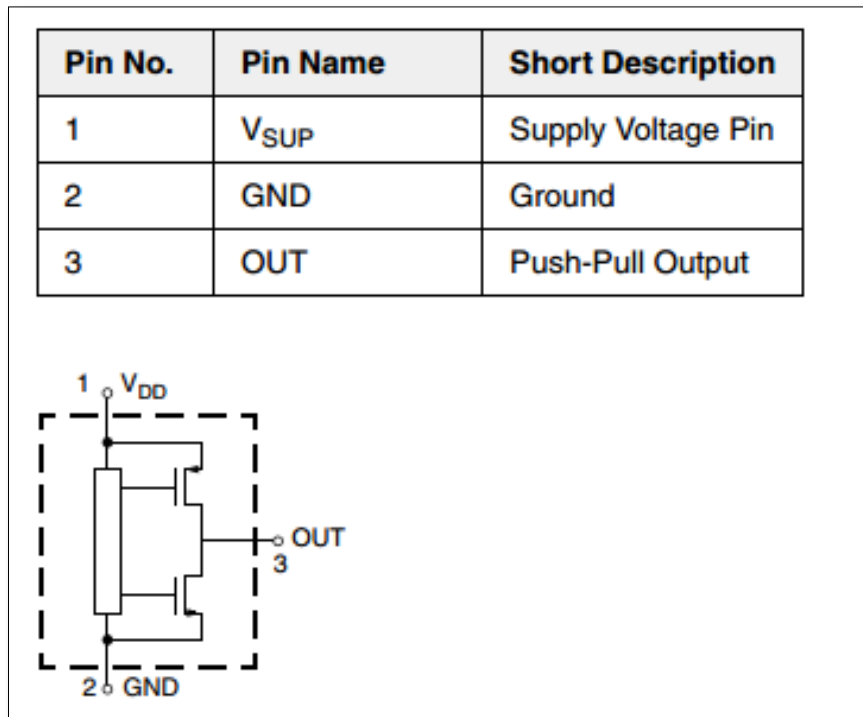 Pin No. Pin Name Short Description
1 VSUP Supply Voltage Pin
2 GND Ground
3 OUT Push-Pull Output
1 VDD
OUT
3
2 GND